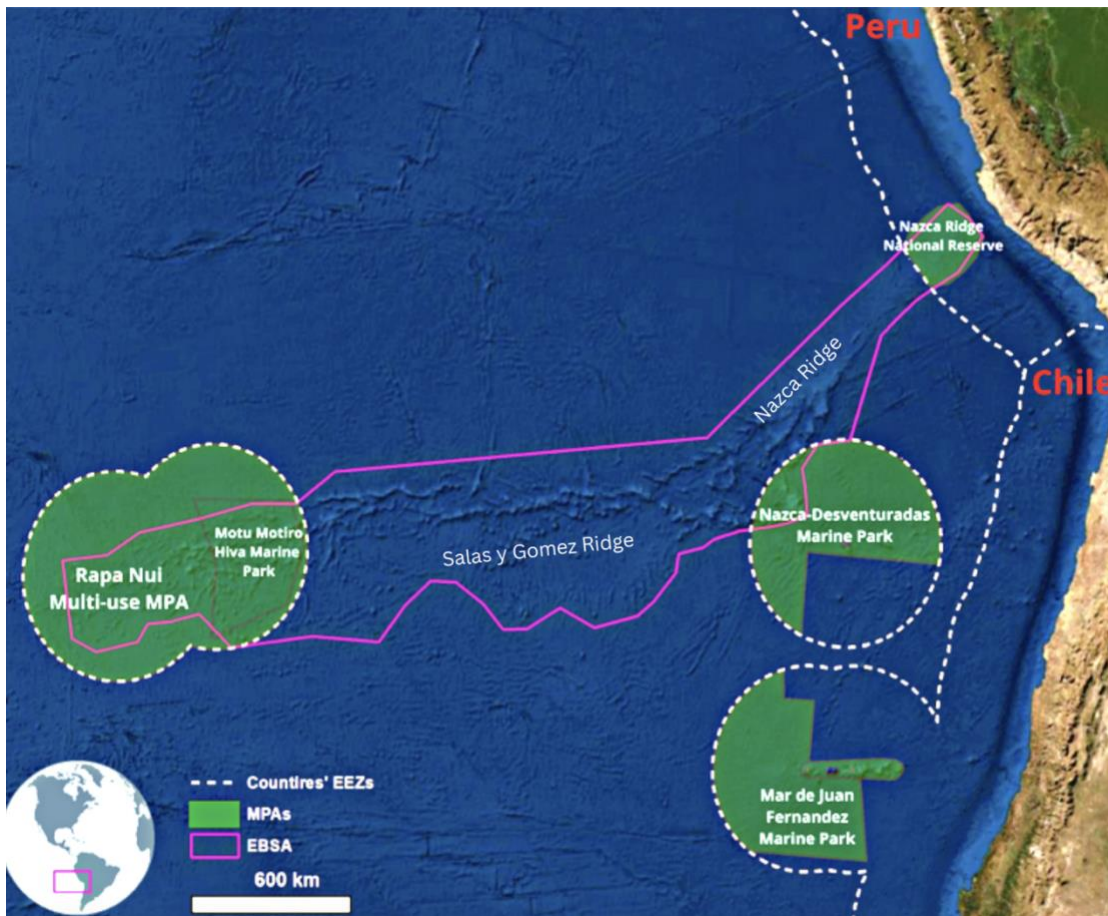 Peru
Nazca Ridge
National Reserve
Nazca Ridge
Chile
Nazca-Desventuradas
Marine Park
Motu Motiro
Hiva Marine
Park
Salas y Gomez Ridge
Rapa Nui
Multi-use MPA
Mar de Juan
Fernandez
Marine Park
Countires' EEZs
MPAs
EBSA
600 km